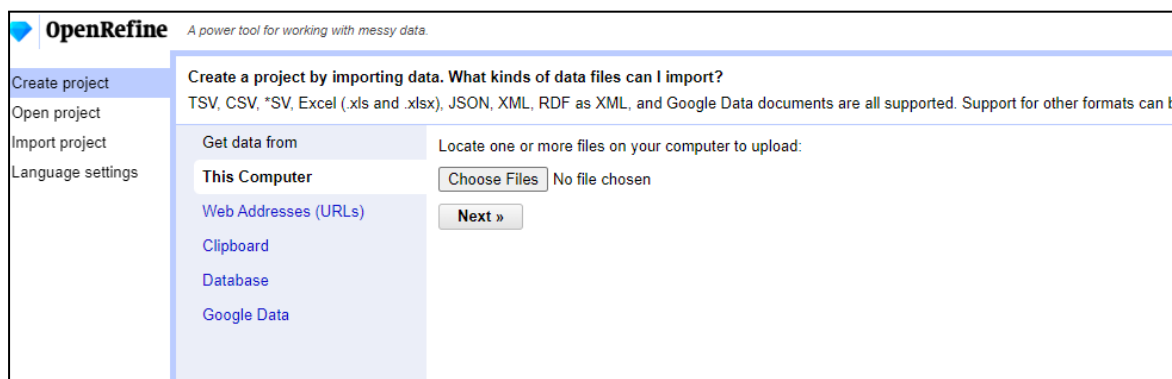 OpenRefine A power tool for working with messy data.
Create project
Open project
Import project
Language settings
Create a project by importing data. What kinds of data files can I import?
TSV, CSV, *SV, Excel (.xls and .xlsx), JSON, XML, RDF as XML, and Google Data documents are all supported. Support for other formats can
Get data from
This Computer
Web Addresses (URLs)
Clipboard
Database
Google Data
Locate one or more files on your computer to upload:
Choose Files No file chosen
Next »